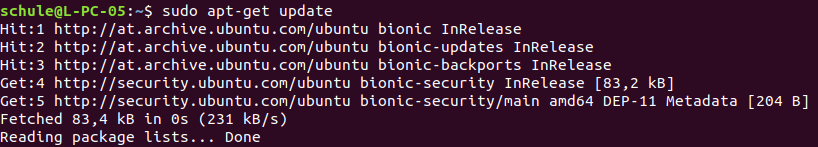 schule@L-PC-05:~$ sudo apt-get update
Hit:1 http://at.archive.ubuntu.com/ubuntu bionic InRelease
Hit:2 http://at.archive.ubuntu.com/ubuntu bionic-updates InRelease
Hit:3 http://at.archive.ubuntu.com/ubuntu bionic-backports InRelease
Get:4 http://security.ubuntu.com/ubuntu bionic-security InRelease [83,2 kB]
Get:5 http://security.ubuntu.com/ubuntu bionic-security/main amd64 DEP-11 Metadata [204 B]
Fetched 83,4 kB in 0s (231 kB/s)
Reading package lists... Done